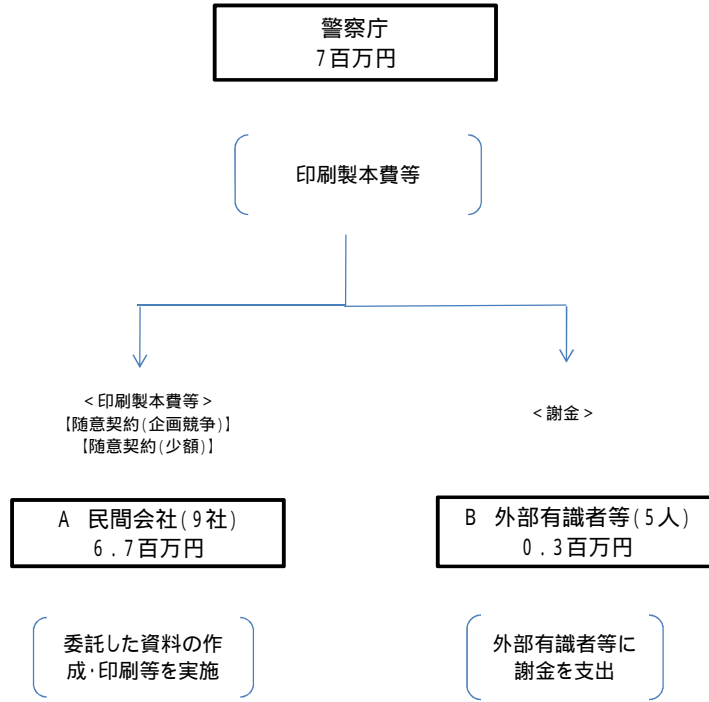 警察庁
7百万円
印刷製本費等
<印刷製本費等>
【随意契約(企画競争)】
【随意契約(少額)】
<謝金>
A 民間会社(9社)
6.7百万円
B 外部有識者等(5人)
0.3百万円
委託した資料の作
成・印刷等を実施
外部有識者等に
謝金を支出